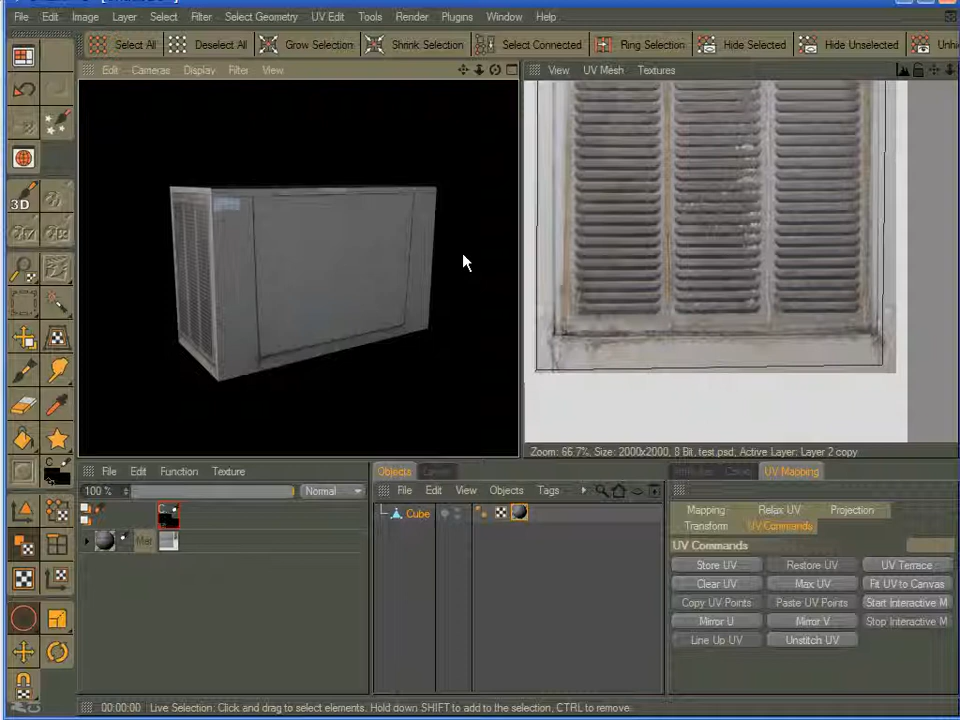 File Edit Image Layer Select Filter Select Geometry UV Edit Tools Render Plugins Window Help
Select All Deselect All Grow Selection Shrink Selection Select Connected Ring Selection Hide Selected Hide Unselected Unhi
Edit Cameras Display Filter View
View UV Mesh Textures
3D
Zoom: 66.7%, Size: 2000x2000, 8 Bit, test.psd, Active Layer: Layer 2 copy
File Edit Function Texture
100 % Normal
C
Objects
File Edit View Objects Tags
Cube
UV Mapping
Mapping Relax UV Projection
Transform UV Commands
UV Commands
Store UV Restore UV UV Terrace
Clear UV Max UV Fit UV to Canvas
Copy UV Points Paste UV Points Start Interactive M
Mirror U Mirror V Stop Interactive M
Line Up UV Unstitch UV
00:00:00 Live Selection: Click and drag to select elements. Hold down SHIFT to add to the selection, CTRL to remove.